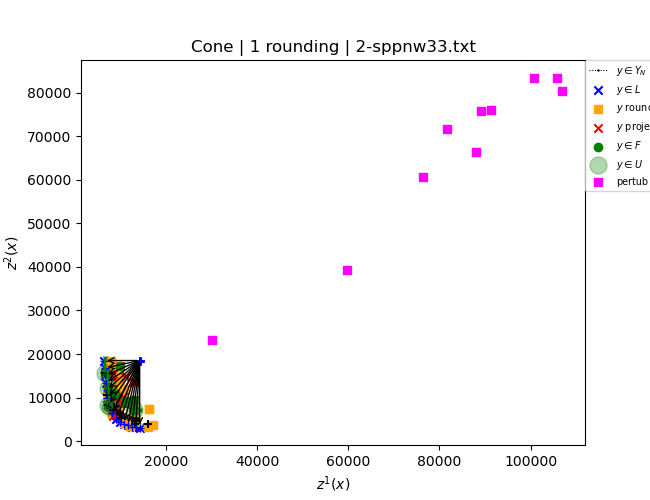 Cone | 1 rounding | 2-sppnw33.txt
80000
70000
60000
50000
40000
30000
20000
10000
0
z²(x)
20000
40000
60000
80000
100000
z¹(x)
y ∈ Y_N
y ∈ L
y roun
y proje
y ∈ F
y ∈ U
pertub